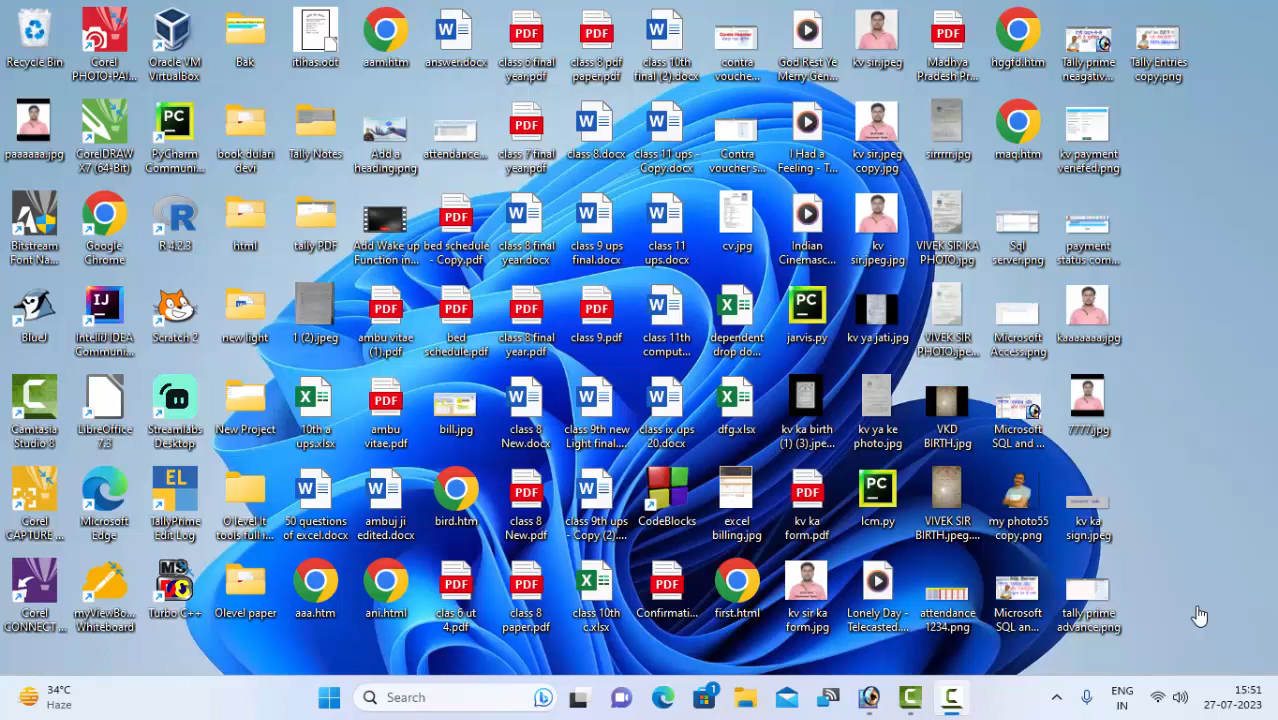 Recycle Bin
Corel PHOTO-PAI...
Oracle VM VirtualBox
Bak
itihas.odt
aam.htm
answer.docx
class 6 final year.pdf
class 8 pdf paper.pdf
class 10th final (2).docx
contra vouche...
God Rest Ye Merry Gen...
kv sir.jpeg
Madhya Pradesh Pr...
hggfd.htm
Tally prime neagativ...
Tally Entries copy.png
paaaaaa.jpg
CorelDRAW X7 (64-Bit)
PyCharm Communi...
book dulari devi
Tally Notes
Add a heading.png
attendance...
class 7 final year.pdf
class 8.docx
class 11 ups - Copy.docx
Contra voucher s...
I Had a Feeling - T...
kv sir.jpeg copy.jpg
sirrrrr.jpg
maq.htm
kv payment veriefed.png
Bitstream Font Na...
Google Chrome
R 4.2.3
html
tally PDF
Add Wake up Function in...
bed schedule - Copy.pdf
class 8 final year.docx
class 9 ups final.docx
class 11 ups.docx
cv.jpg
Indian Cinemasc...
kv sir.jpeg.jpg
VIVEK SIR KA PHOTO.jpg
Sql server.png
payment status.com...
BlueJ
IntelliJ IDEA Communi...
Scratch 2
new light
1 (2).jpeg
ambu vitae (1).pdf
bed schedule.pdf
class 8 final year.pdf
class 9.pdf
class 11th comput...
dependent drop do...
jarvis.py
kv ya jati.jpg
VIVEK SIR PHOTO.jpe...
Microsoft Access.png
kaaaaaaa.jpg
Camtasia Studio 8
LibreOffice 7.3
Streamlabs Desktop
New Project
10th a ups.xlsx
ambu vitae.pdf
bill.jpg
class 8 New.docx
class 9th new Light final....
class ix ups 20.docx
dfg.xlsx
kv ka birth (1) (3).jpe...
kv ya ke photo.jpg
VKD BIRTH.jpg
Microsoft SQL and ...
7777.jpg
Corel CAPTURE ...
Microsoft Edge
TallyPrime Edit Log
O level It tools full i...
50 questions of excel.docx
ambuj ji edited.docx
bird.htm
class 8 New.pdf
class 9th ups - Copy (2)....
CodeBlocks
excel billing.jpg
kv ka form.pdf
lcm.py
VIVEK SIR BIRTH.jpeg....
my photo55 copy.png
kv ka sign.jpeg
Corel CONNECT ...
myViewBo... Whiteboard
Turbo C++
Olevel paper
aaa.htm
ani.html
clas 6 ut 4.pdf
class 8 paper.pdf
class 10th c.xlsx
Confirmati...
first.html
kv sir ka form.jpg
Lonely Day - Telecasted....
attendance 1234.png
Microsoft SQL an...
tally prime advance.png
34°C
Haze
Search
ENG
IN
15:51
27-07-2023